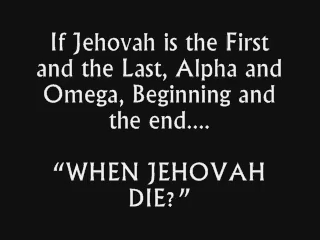 If Jehovah is the First
and the Last, Alpha and
Omega, Beginning and
the end....
“WHEN JEHOVAH
DIE?”